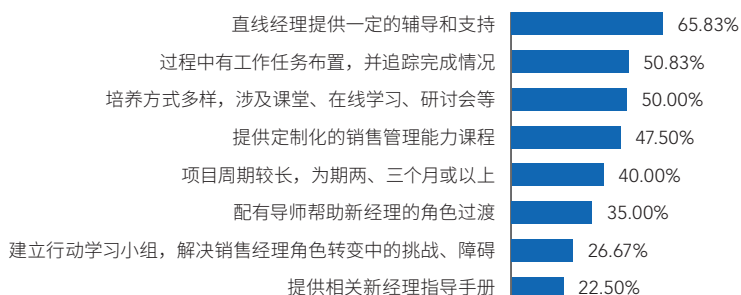 直线经理提供一定的辅导和支持 65.83%
过程中有工作任务布置，并追踪完成情况 50.83%
培养方式多样，涉及课堂、在线学习、研讨会等 50.00%
提供定制化的销售管理能力课程 47.50%
项目周期较长，为期两、三个月或以上 40.00%
配有导师帮助新经理的角色过渡 35.00%
建立行动学习小组，解决销售经理角色转变中的挑战、障碍 26.67%
提供相关新经理指导手册 22.50%